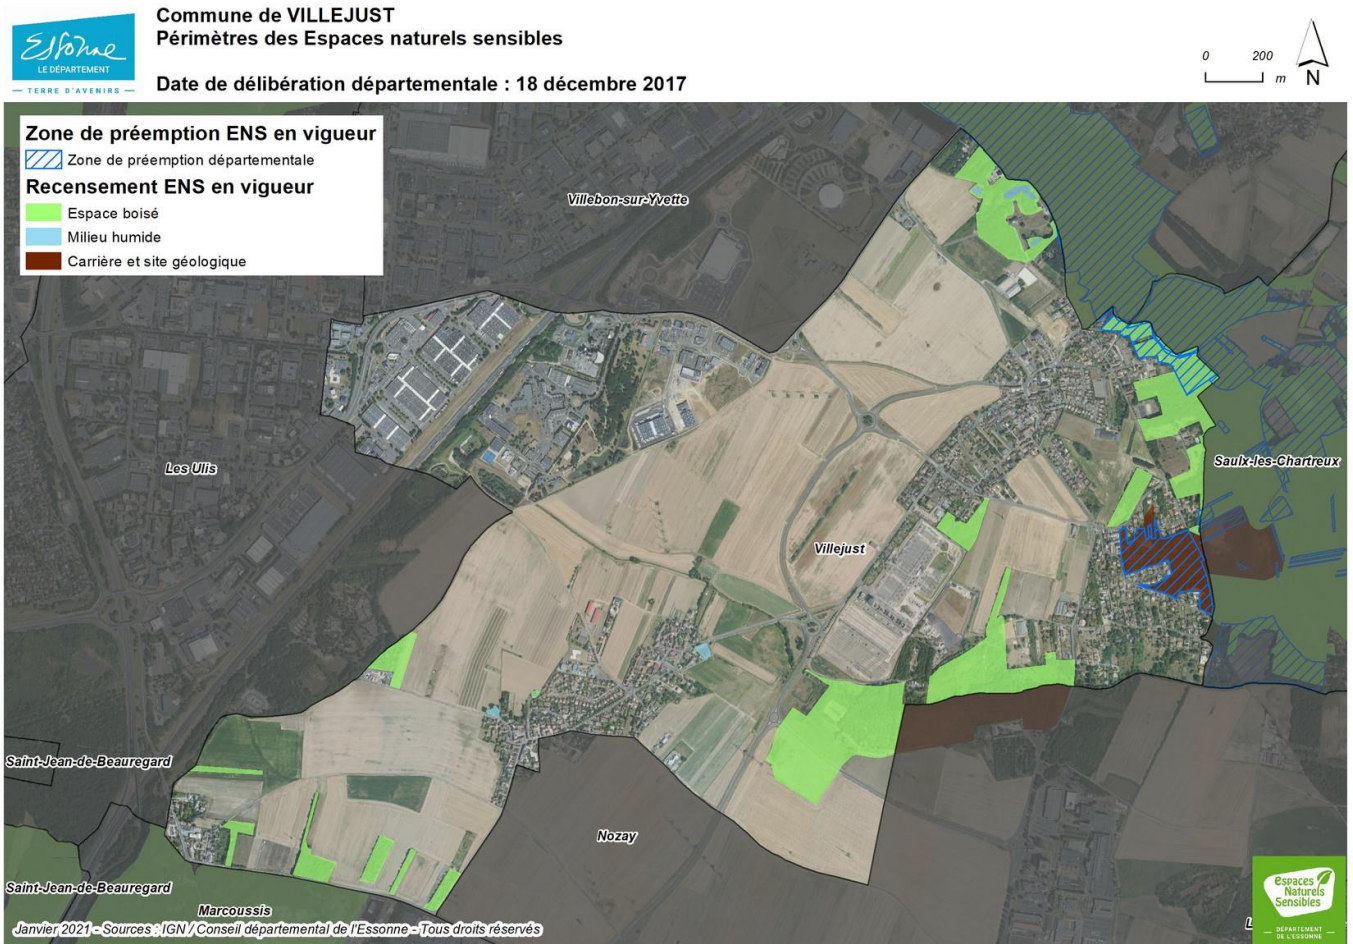 Essonne
LE DÉPARTEMENT
TERRE D'AVENIRS
Commune de VILLEJUST
Périmètres des Espaces naturels sensibles
Date de délibération départementale : 18 décembre 2017
0 200
m
N
Zone de préemption ENS en vigueur
Zone de préemption départementale
Recensement ENS en vigueur
Espace boisé
Milieu humide
Carrière et site géologique
Villebon-sur-Yvette
Les Ulis
Saulx-les-Chartreux
Villejust
Saint-Jean-de-Beauregard
Nozay
Saint-Jean-de-Beauregard
Marcoussis
Janvier 2021 - Sources : IGN / Conseil départemental de l'Essonne - Tous droits réservés
espaces
Naturels
Sensibles
DÉPARTEMENT
DE L'ESSONNE